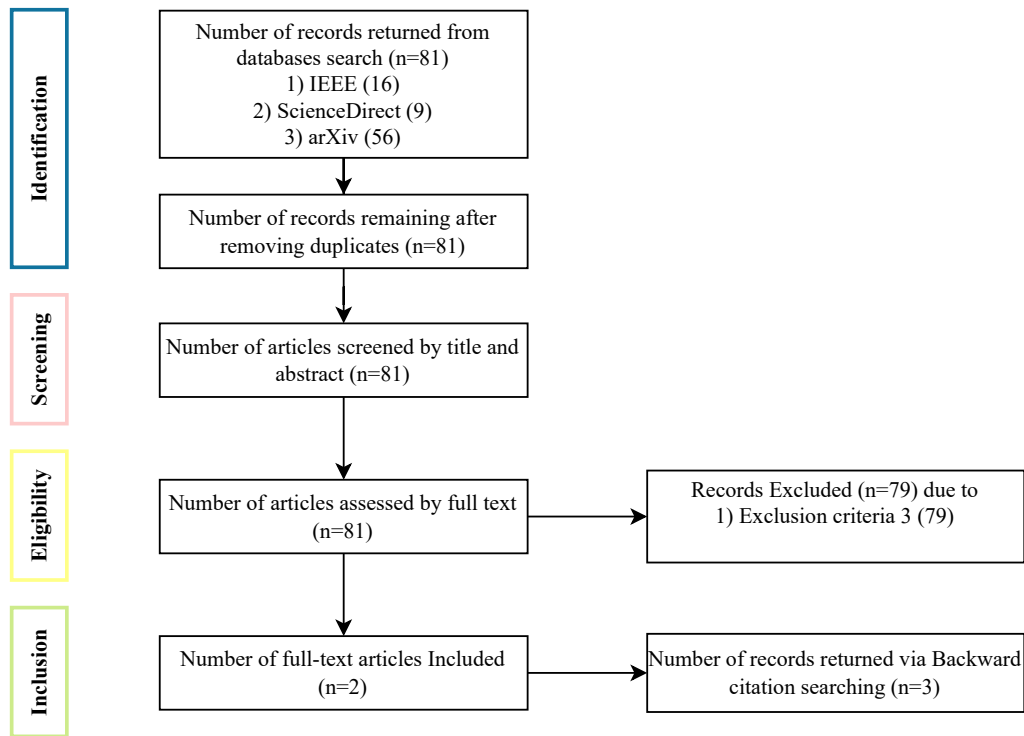 Identification
Number of records returned from
databases search (n=81)
1) IEEE (16)
2) ScienceDirect (9)
3) arXiv (56)
Number of records remaining after
removing duplicates (n=81)
Screening
Number of articles screened by title and
abstract (n=81)
Eligibility
Number of articles assessed by full text
(n=81)
Records Excluded (n=79) due to
1) Exclusion criteria 3 (79)
Inclusion
Number of full-text articles Included
(n=2)
Number of records returned via Backward
citation searching (n=3)